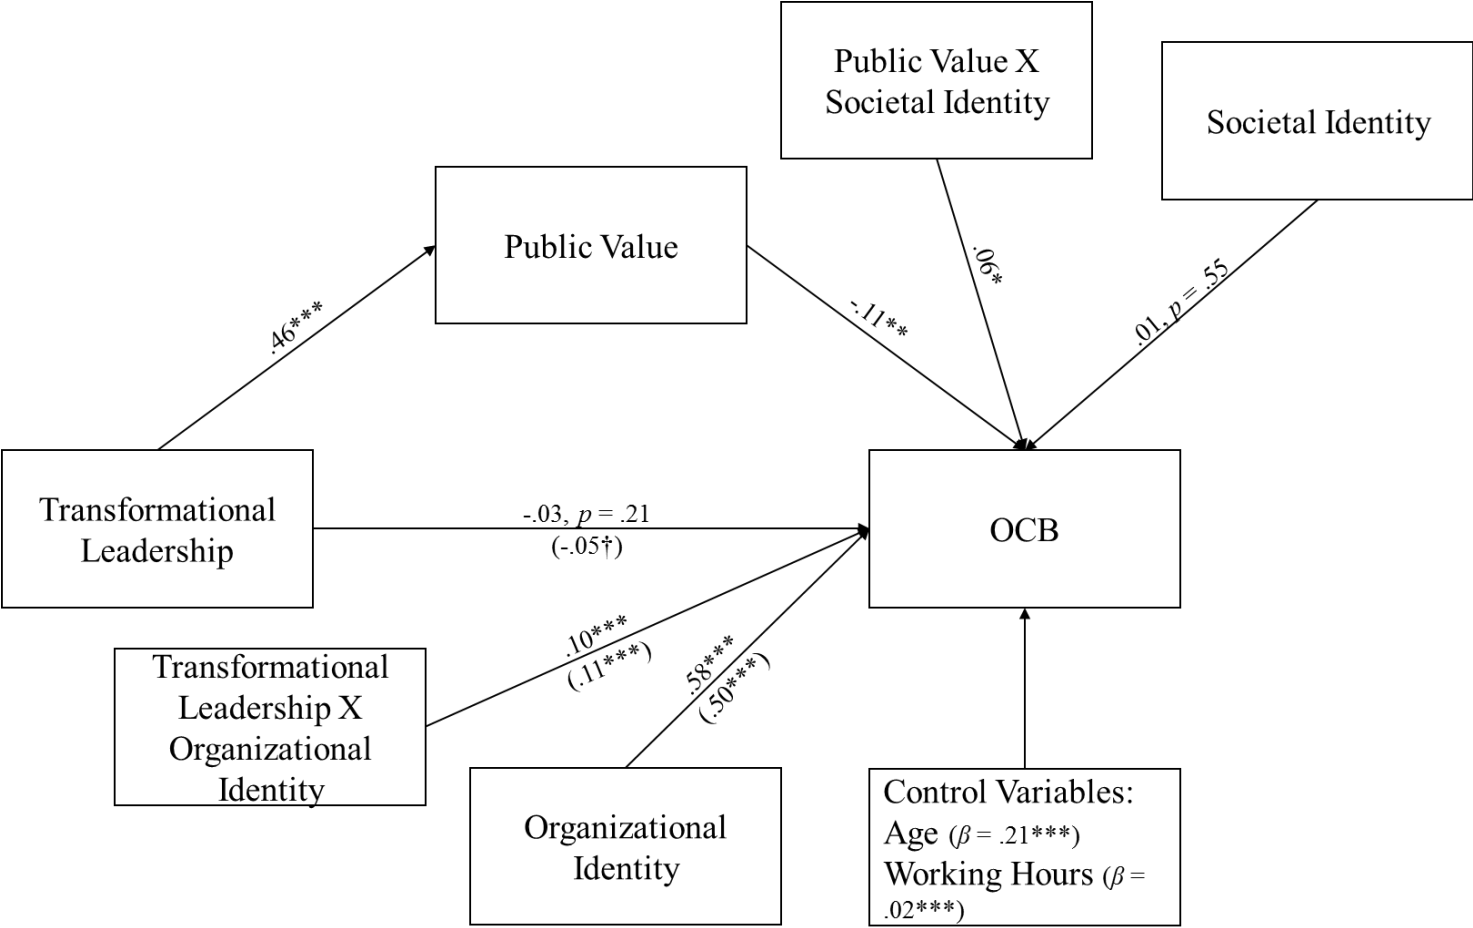 Public Value X
Societal Identity
Societal Identity
Public Value
.06*
-.11**
.01, p = .55
.46***
Transformational
Leadership
-.03, p = .21
(-.05†)
OCB
.10***
(.11***)
.58***
(.50***)
Transformational
Leadership X
Organizational
Identity
Organizational
Identity
Control Variables:
Age (β = .21***)
Working Hours (β =
.02***)